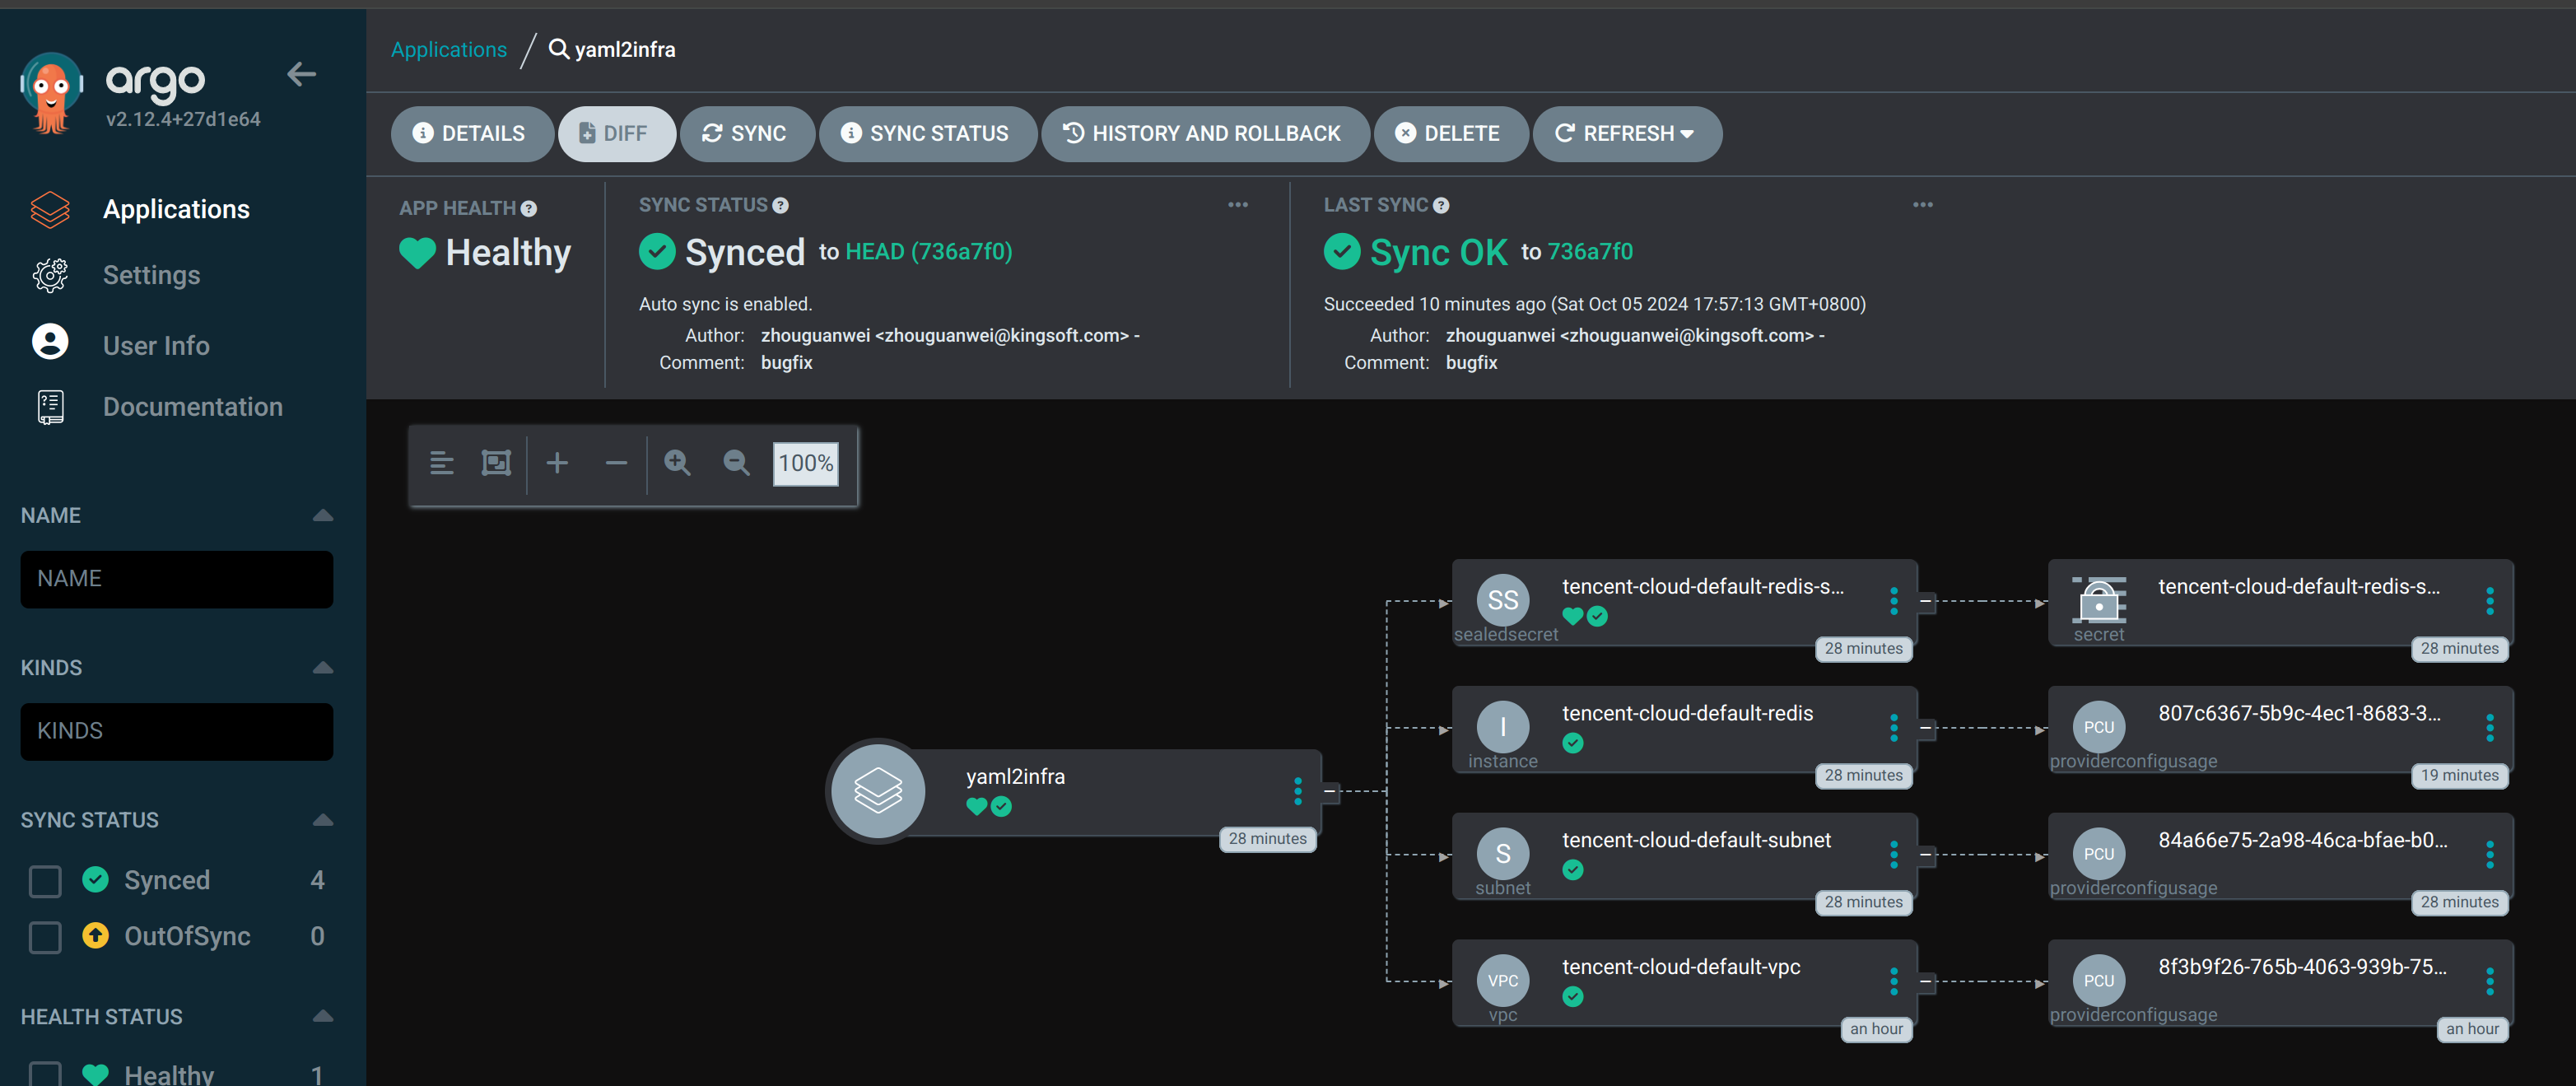 argo
v2.12.4+27d1e64
Applications
Settings
User Info
Documentation
NAME
NAME
KINDS
KINDS
SYNC STATUS
Synced 4
OutOfSync 0
HEALTH STATUS
Healthy 1
Applications / yaml2infra
DETAILS DIFF SYNC SYNC STATUS HISTORY AND ROLLBACK DELETE REFRESH
APP HEALTH ?
Healthy
SYNC STATUS ? ...
Synced to HEAD (736a7f0)
Auto sync is enabled.
Author: zhouguanwei <zhouguanwei@kingsoft.com> -
Comment: bugfix
LAST SYNC ? ...
Sync OK to 736a7f0
Succeeded 10 minutes ago (Sat Oct 05 2024 17:57:13 GMT+0800)
Author: zhouguanwei <zhouguanwei@kingsoft.com> -
Comment: bugfix
100%
yaml2infra
28 minutes
SS
sealedsecret
tencent-cloud-default-redis-s...
28 minutes
secret
tencent-cloud-default-redis-s...
28 minutes
I
instance
tencent-cloud-default-redis
28 minutes
PCU
providerconfigusage
807c6367-5b9c-4ec1-8683-3...
19 minutes
S
subnet
tencent-cloud-default-subnet
28 minutes
PCU
providerconfigusage
84a66e75-2a98-46ca-bfae-b0...
28 minutes
VPC
vpc
tencent-cloud-default-vpc
an hour
PCU
providerconfigusage
8f3b9f26-765b-4063-939b-75...
an hour